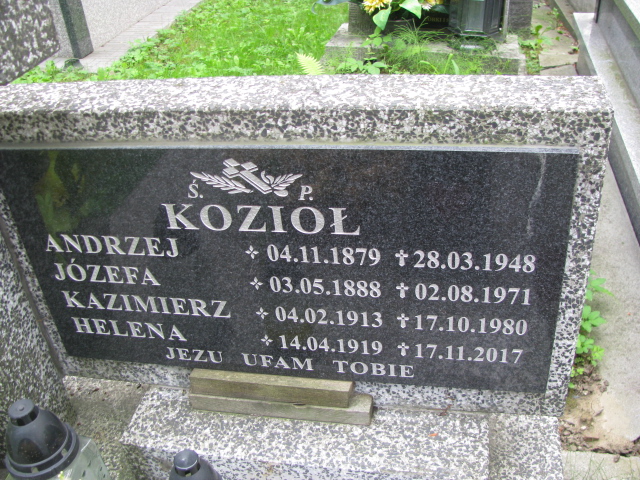 Ś. P.
KOZIOŁ
ANDRZEJ ✧ 04.11.1879 ✝ 28.03.1948
JÓZEFA ✧ 03.05.1888 ✝ 02.08.1971
KAZIMIERZ ✧ 04.02.1913 ✝ 17.10.1980
HELENA ✧ 14.04.1919 ✝ 17.11.2017
JEZU UFAM TOBIE